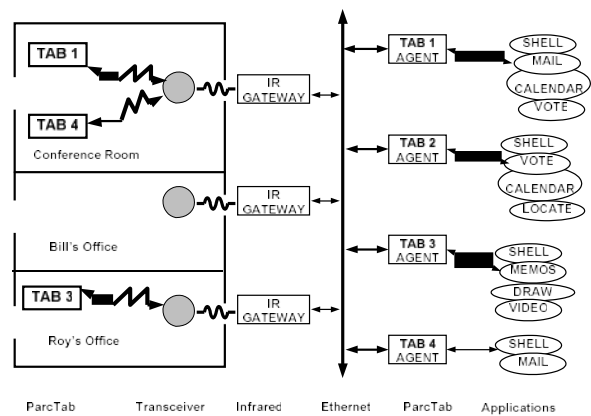 TAB 1
TAB 4
Conference Room
Bill's Office
TAB 3
Roy's Office
IR
GATEWAY
IR
GATEWAY
IR
GATEWAY
TAB 1
AGENT
SHELL
MAIL
CALENDAR
VOTE
TAB 2
AGENT
SHELL
VOTE
CALENDAR
LOCATE
TAB 3
AGENT
SHELL
MEMOS
DRAW
VIDEO
TAB 4
AGENT
SHELL
MAIL
ParcTab Transceiver Infrared Ethernet ParcTab Applications